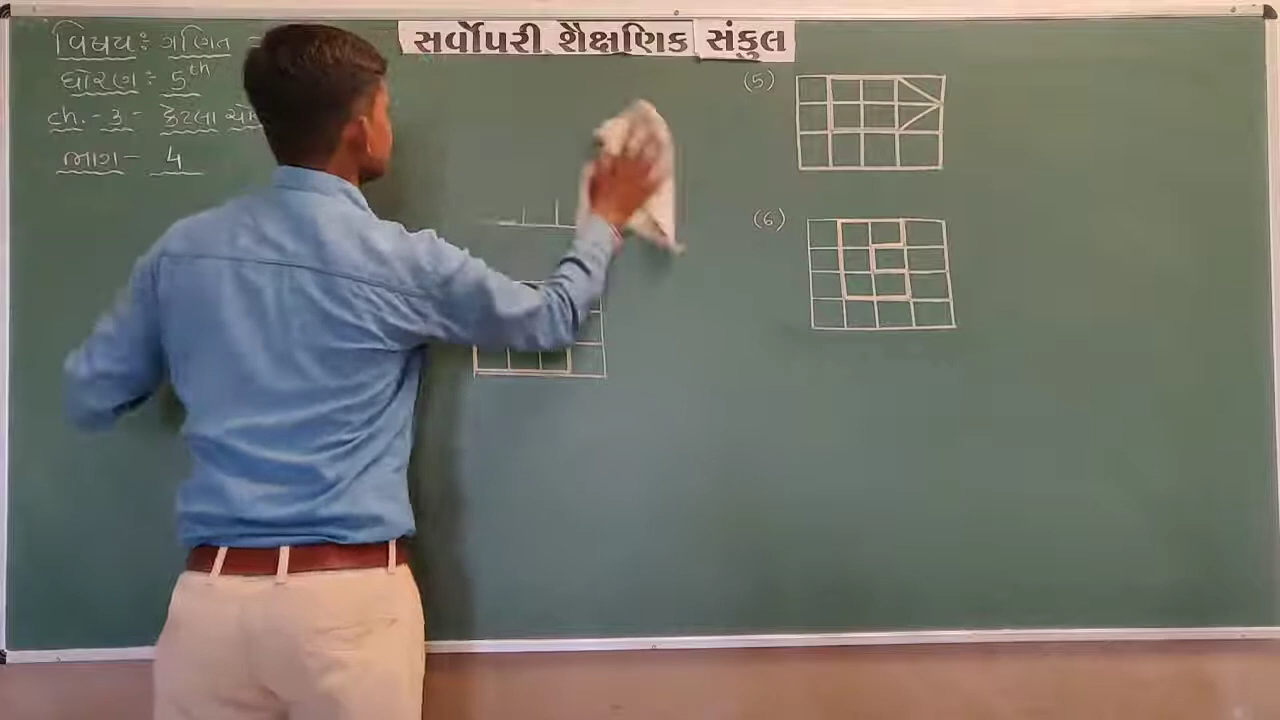 સર્વોપરી શૈક્ષણિક સંકુલ
વિષય : ગણિત
ધોરણ : 5th
ch. - 3 - કેટલા
ભાગ - 4
(5)
(6)